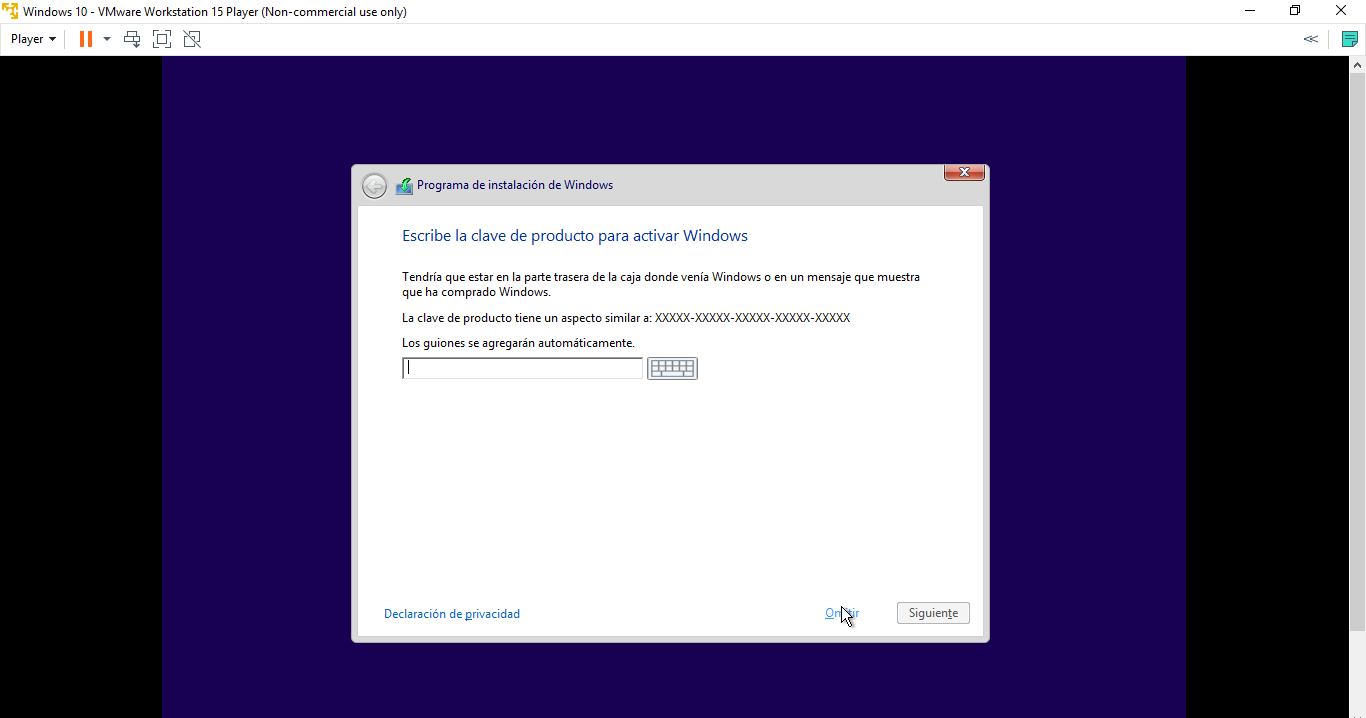 Windows 10 - VMware Workstation 15 Player (Non-commercial use only)
Player
Programa de instalación de Windows
Escribe la clave de producto para activar Windows
Tendría que estar en la parte trasera de la caja donde venía Windows o en un mensaje que muestra
que ha comprado Windows.
La clave de producto tiene un aspecto similar a: XXXXX-XXXXX-XXXXX-XXXXX-XXXXX
Los guiones se agregarán automáticamente.
Declaración de privacidad
Omitir
Siguiente